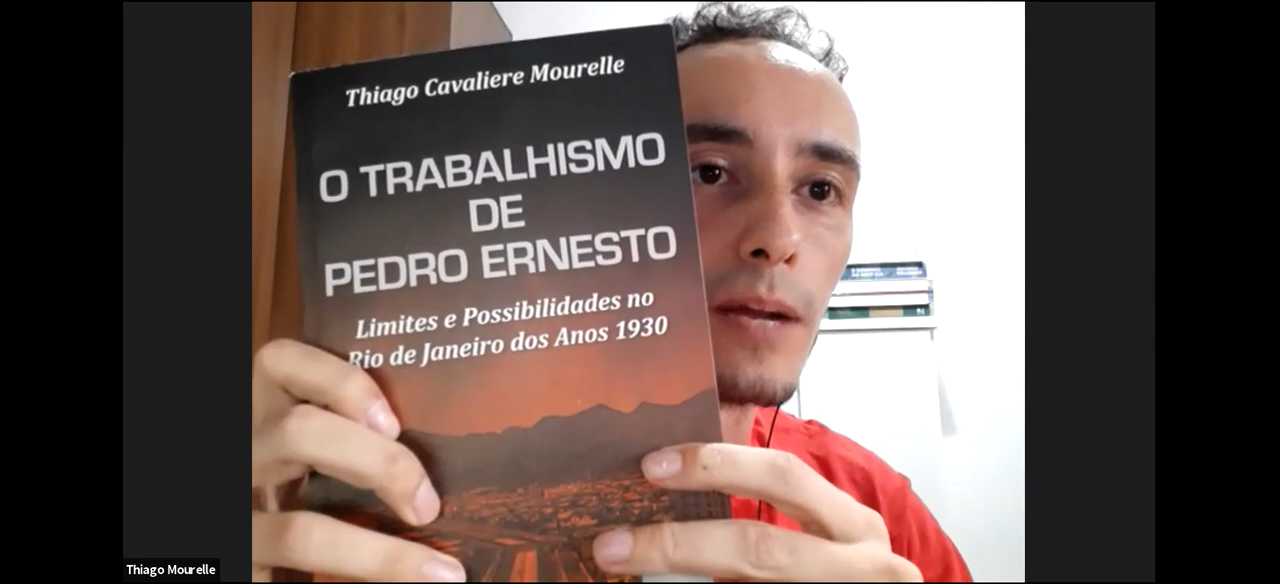 Thiago Cavaliere Mourelle
O TRABALHISMO
DE
PEDRO ERNESTO
Limites e Possibilidades no
Rio de Janeiro dos Anos 1930
Thiago Mourelle